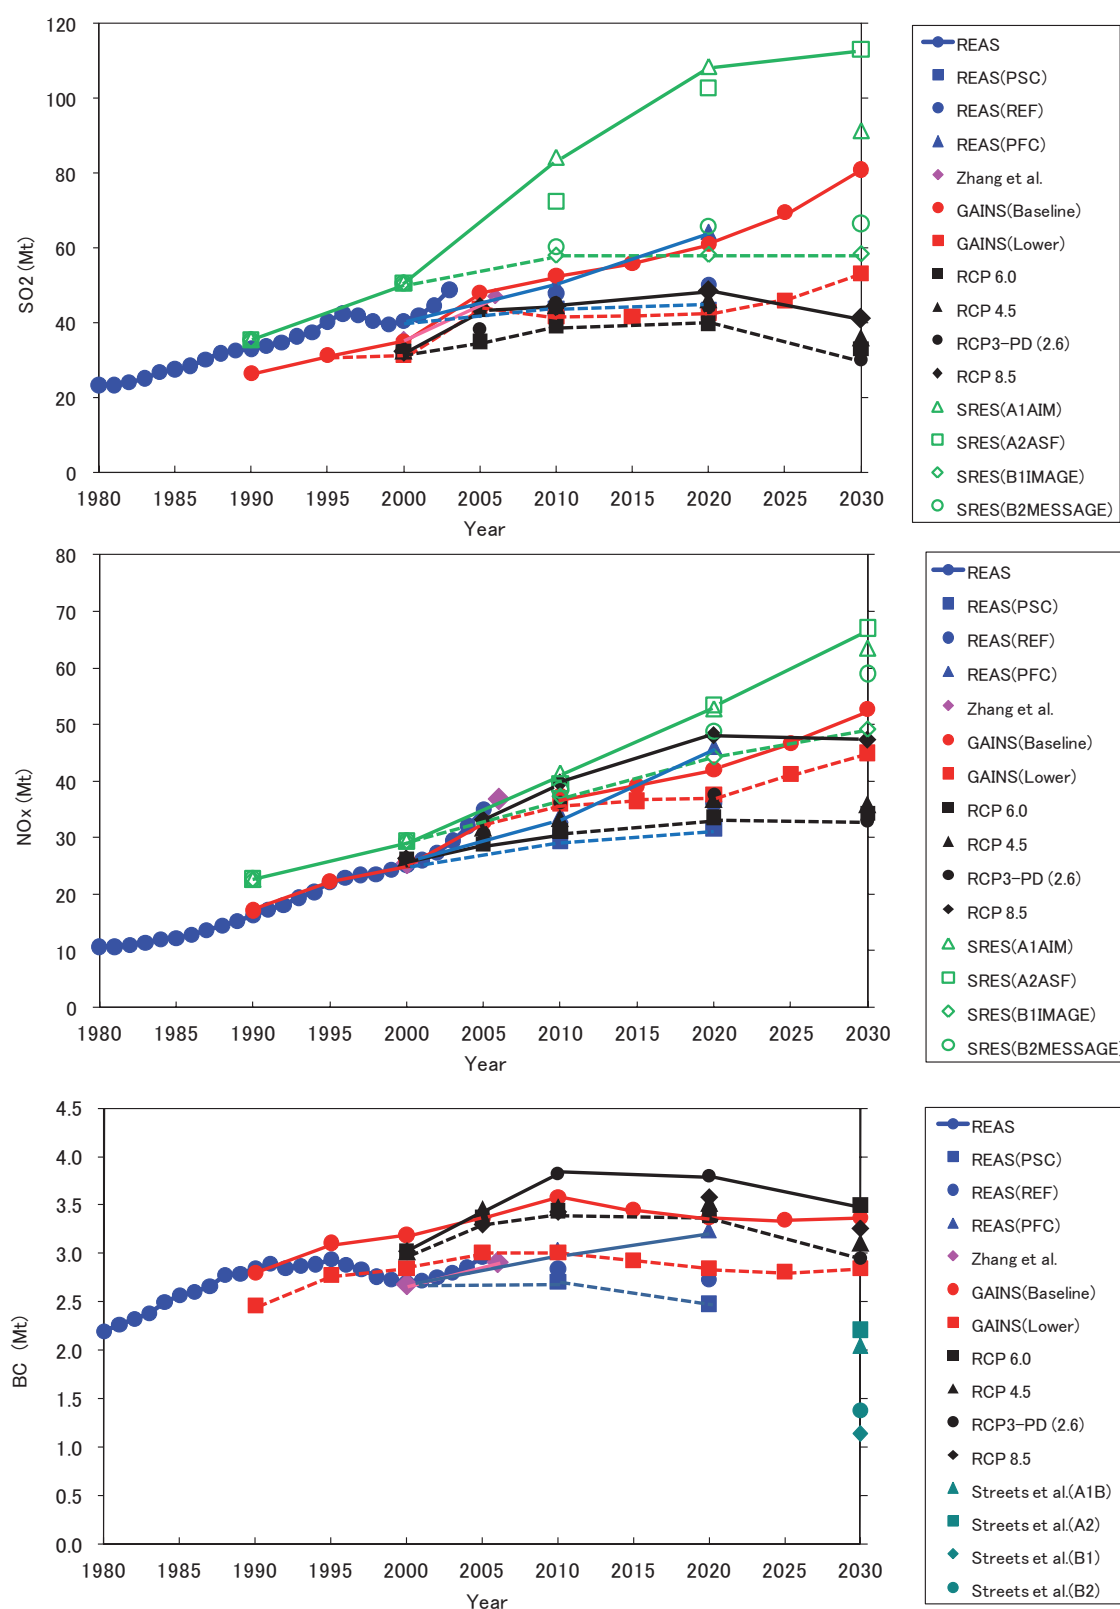 120
100
80
60
40
20
0
SO2 (Mt)
1980 1985 1990 1995 2000 2005 2010 2015 2020 2025 2030
Year
REAS
REAS(PSC)
REAS(REF)
REAS(PFC)
Zhang et al.
GAINS(Baseline)
GAINS(Lower)
RCP 6.0
RCP 4.5
RCP3-PD (2.6)
RCP 8.5
SRES(A1AIM)
SRES(A2ASF)
SRES(B1IMAGE)
SRES(B2MESSAGE)
80
70
60
50
40
30
20
10
0
NOx (Mt)
1980 1985 1990 1995 2000 2005 2010 2015 2020 2025 2030
Year
REAS
REAS(PSC)
REAS(REF)
REAS(PFC)
Zhang et al.
GAINS(Baseline)
GAINS(Lower)
RCP 6.0
RCP 4.5
RCP3-PD (2.6)
RCP 8.5
SRES(A1AIM)
SRES(A2ASF)
SRES(B1IMAGE)
SRES(B2MESSAGE)
4.5
4.0
3.5
3.0
2.5
2.0
1.5
1.0
0.5
0.0
BC (Mt)
1980 1985 1990 1995 2000 2005 2010 2015 2020 2025 2030
Year
REAS
REAS(PSC)
REAS(REF)
REAS(PFC)
Zhang et al.
GAINS(Baseline)
GAINS(Lower)
RCP 6.0
RCP 4.5
RCP3-PD (2.6)
RCP 8.5
Streets et al.(A1B)
Streets et al.(A2)
Streets et al.(B1)
Streets et al.(B2)